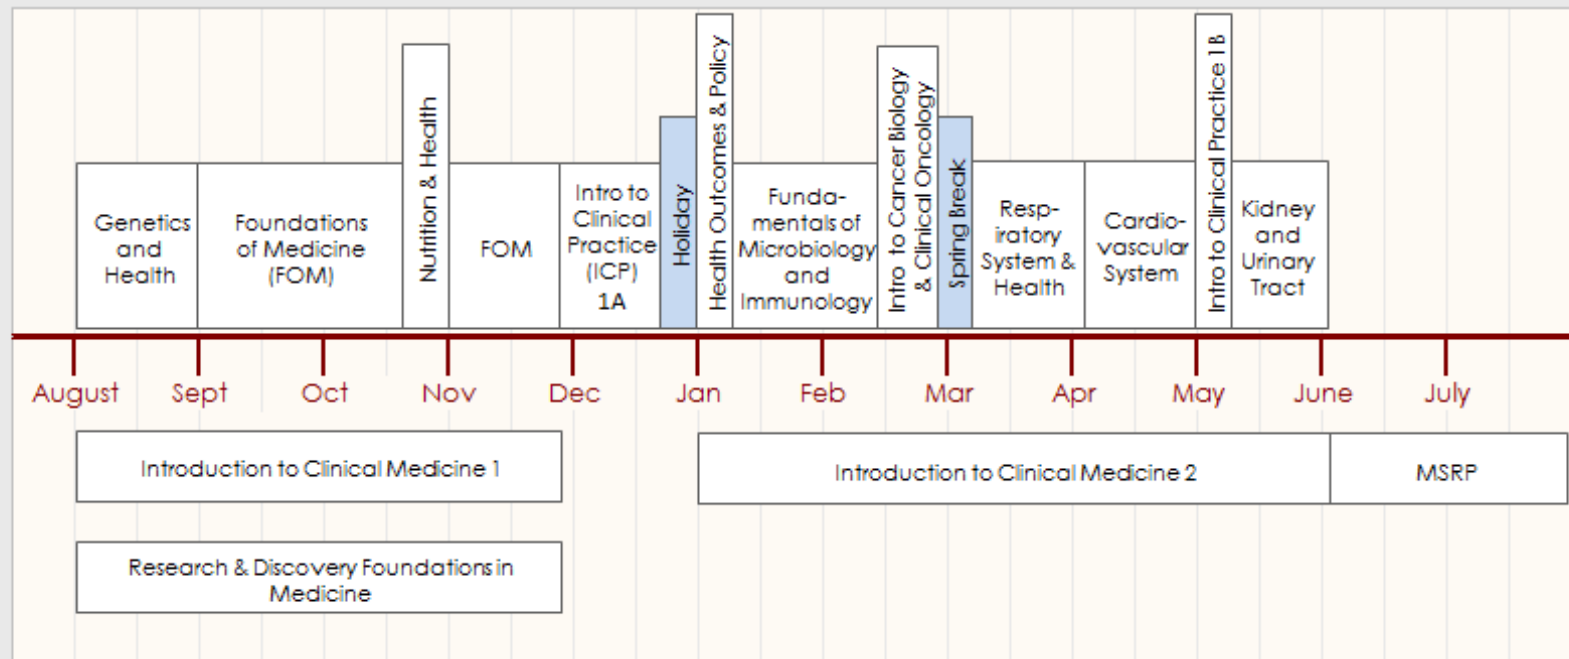 Genetics
and
Health
Foundations
of Medicine
(FOM)
Nutrition & Health
FOM
Intro to
Clinical
Practice
(ICP)
1A
Holiday
Health Outcomes & Policy
Funda-
mentals of
Microbiology
and
Immunology
Intro to Cancer Biology
& Clinical Oncology
Spring Break
Resp-
iratory
System &
Health
Cardio-
vascular
System
Intro to Clinical Practice 1B
Kidney
and
Urinary
Tract
August Sept Oct Nov Dec Jan Feb Mar Apr May June July
Introduction to Clinical Medicine 1
Introduction to Clinical Medicine 2
MSRP
Research & Discovery Foundations in
Medicine